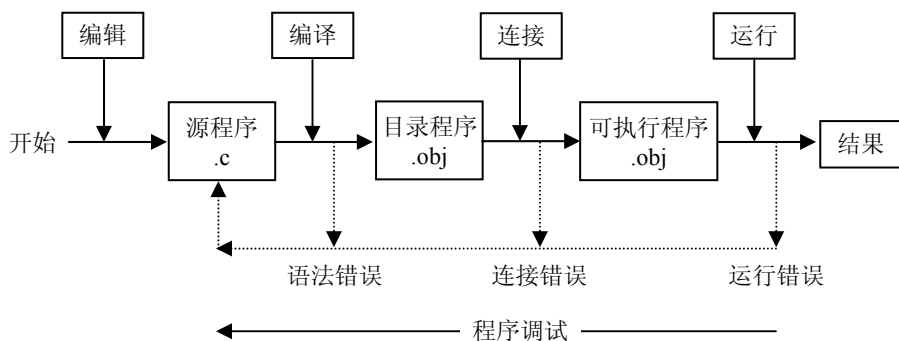 编辑
编译
连接
运行
开始
源程序
.c
目录程序
.obj
可执行程序
.obj
结果
语法错误
连接错误
运行错误
程序调试